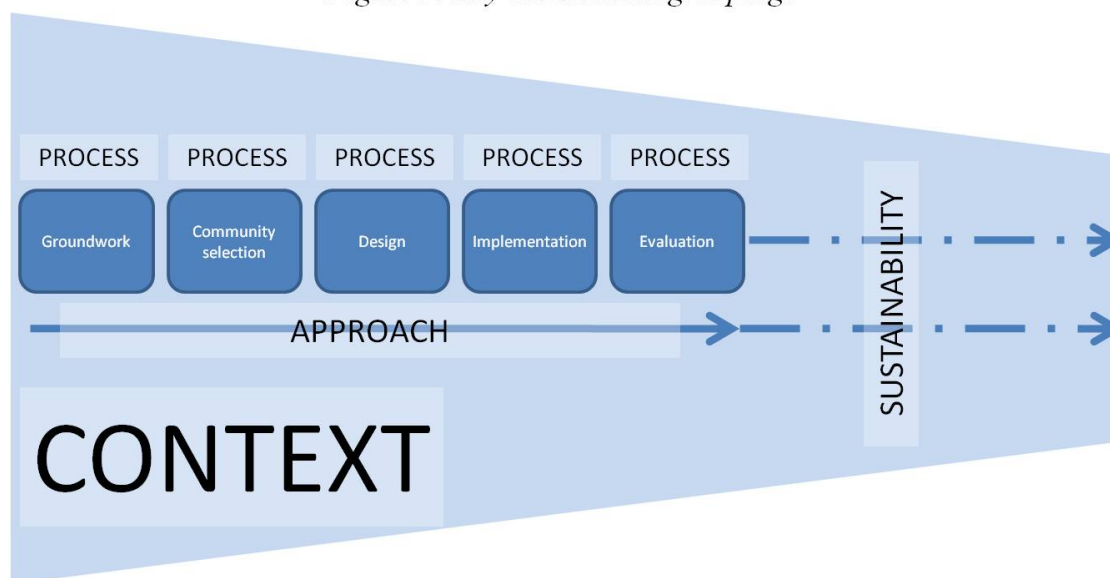 PROCESS PROCESS PROCESS PROCESS PROCESS
Groundwork
Community
selection
Design
Implementation
Evaluation
APPROACH
SUSTAINABILITY
CONTEXT